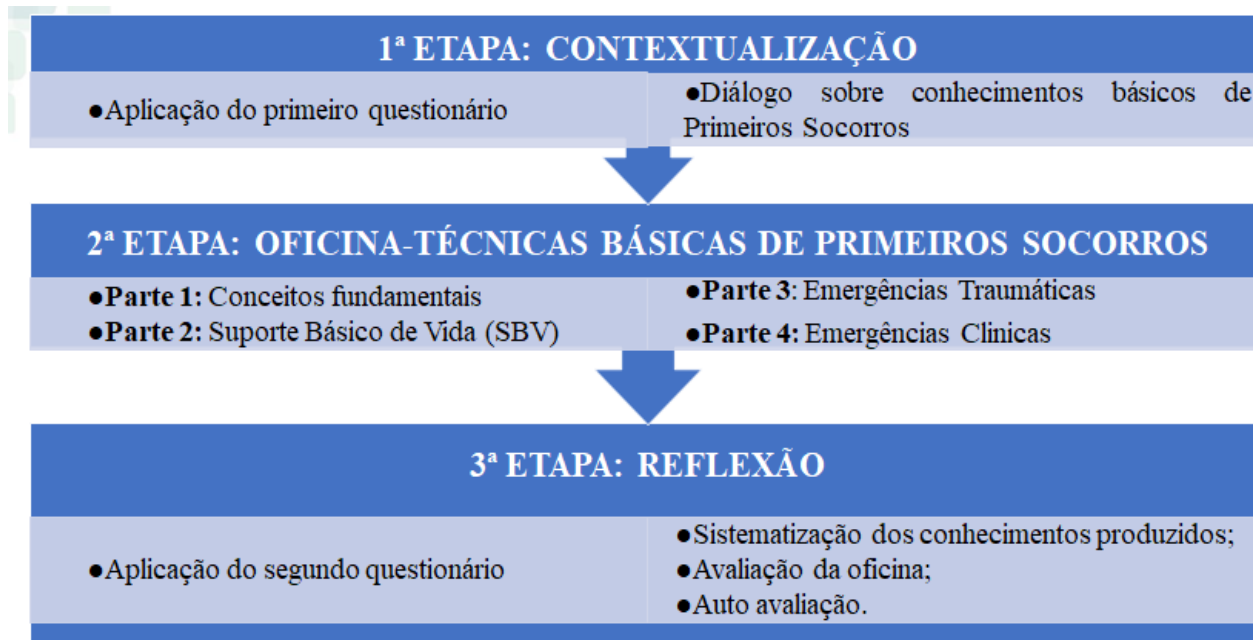 1ª ETAPA: CONTEXTUALIZAÇÃO
●Aplicação do primeiro questionário
●Diálogo sobre conhecimentos básicos de
Primeiros Socorros
2ª ETAPA: OFICINA-TÉCNICAS BÁSICAS DE PRIMEIROS SOCORROS
●Parte 1: Conceitos fundamentais
●Parte 2: Suporte Básico de Vida (SBV)
●Parte 3: Emergências Traumáticas
●Parte 4: Emergências Clinicas
3ª ETAPA: REFLEXÃO
●Aplicação do segundo questionário
●Sistematização dos conhecimentos produzidos;
●Avaliação da oficina;
●Auto avaliação.